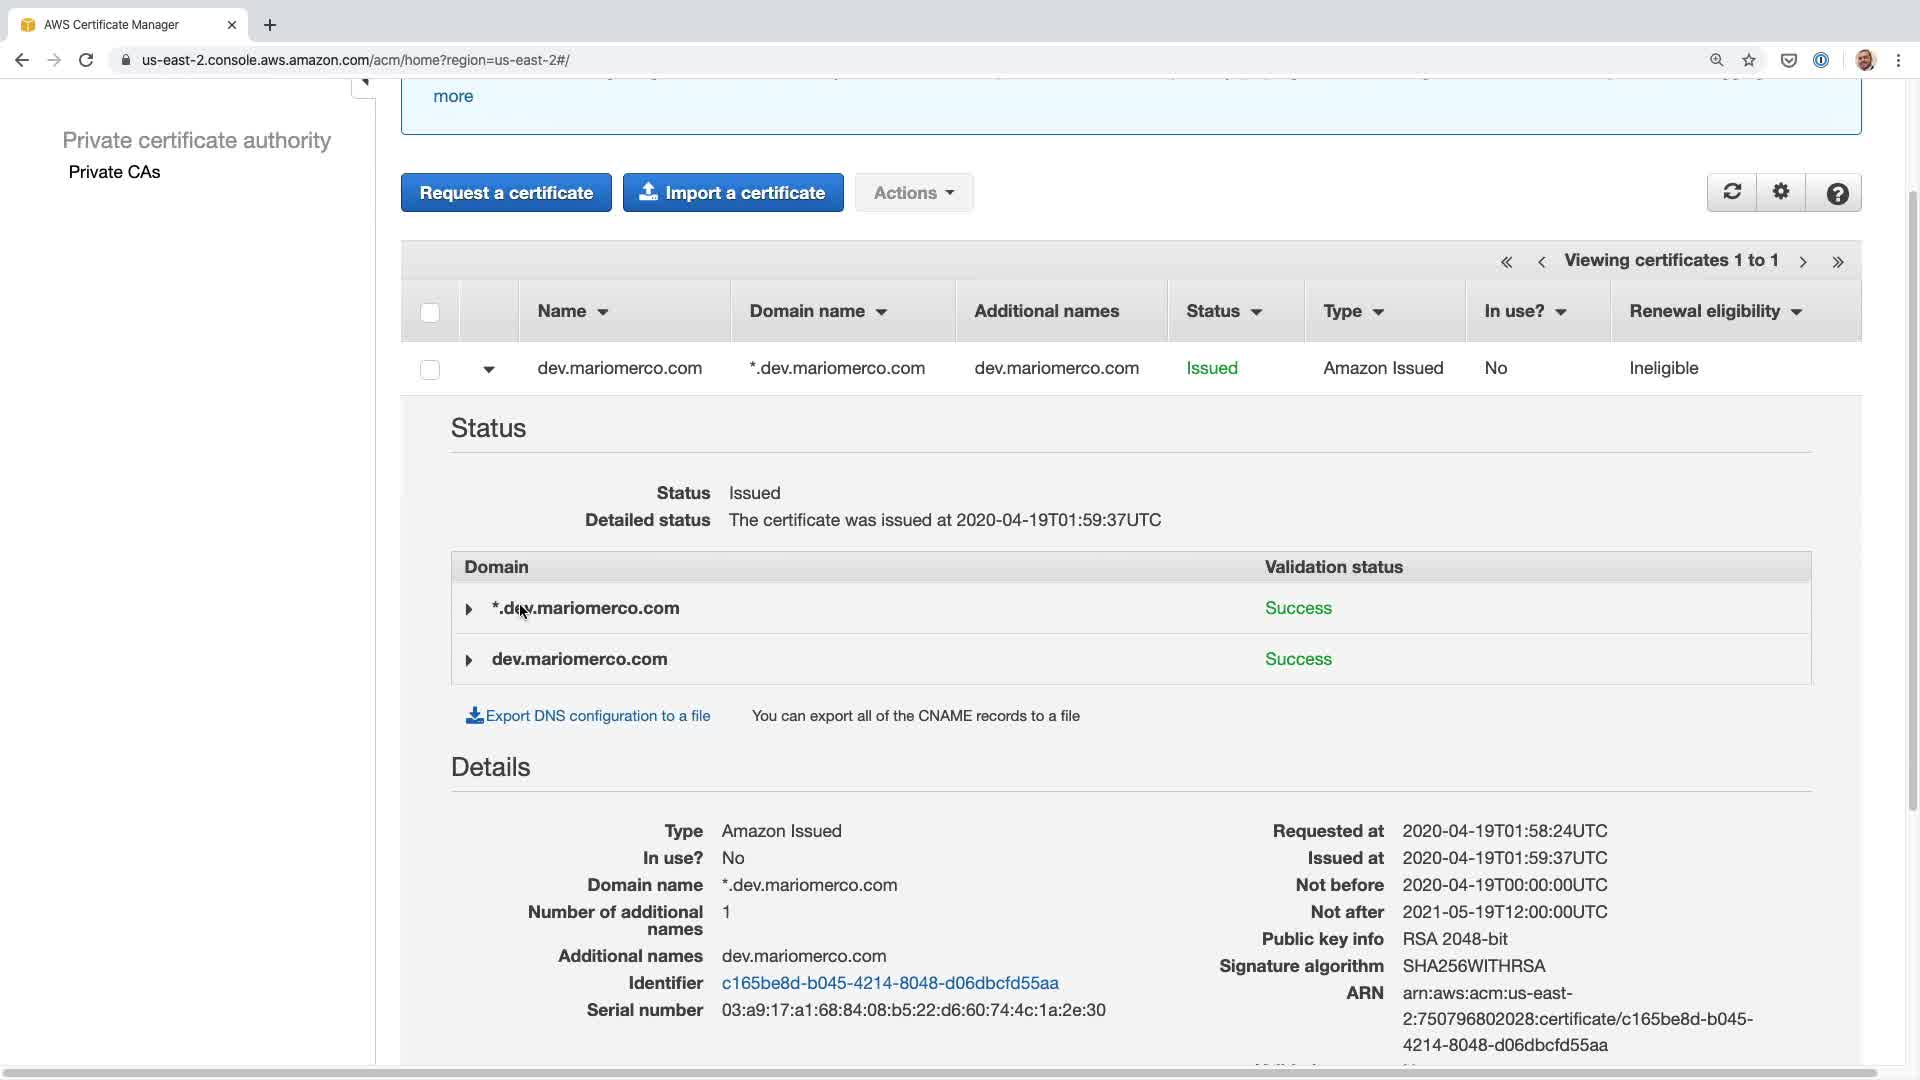 AWS Certificate Manager
us-east-2.console.aws.amazon.com/acm/home?region=us-east-2#/
more
Private certificate authority
Private CAs
Request a certificate
Import a certificate
Actions
Viewing certificates 1 to 1
Name
Domain name
Additional names
Status
Type
In use?
Renewal eligibility
dev.mariomerco.com
*.dev.mariomerco.com
dev.mariomerco.com
Issued
Amazon Issued
No
Ineligible
Status
Status Issued
Detailed status The certificate was issued at 2020-04-19T01:59:37UTC
Domain Validation status
*.dev.mariomerco.com Success
dev.mariomerco.com Success
Export DNS configuration to a file You can export all of the CNAME records to a file
Details
Type Amazon Issued
In use? No
Domain name *.dev.mariomerco.com
Number of additional names 1
Additional names dev.mariomerco.com
Identifier c165be8d-b045-4214-8048-d06dbcfd55aa
Serial number 03:a9:17:a1:68:84:08:b5:22:d6:60:74:4c:1a:2e:30
Requested at 2020-04-19T01:58:24UTC
Issued at 2020-04-19T01:59:37UTC
Not before 2020-04-19T00:00:00UTC
Not after 2021-05-19T12:00:00UTC
Public key info RSA 2048-bit
Signature algorithm SHA256WITHRSA
ARN arn:aws:acm:us-east-
2:750796802028:certificate/c165be8d-b045-
4214-8048-d06dbcfd55aa